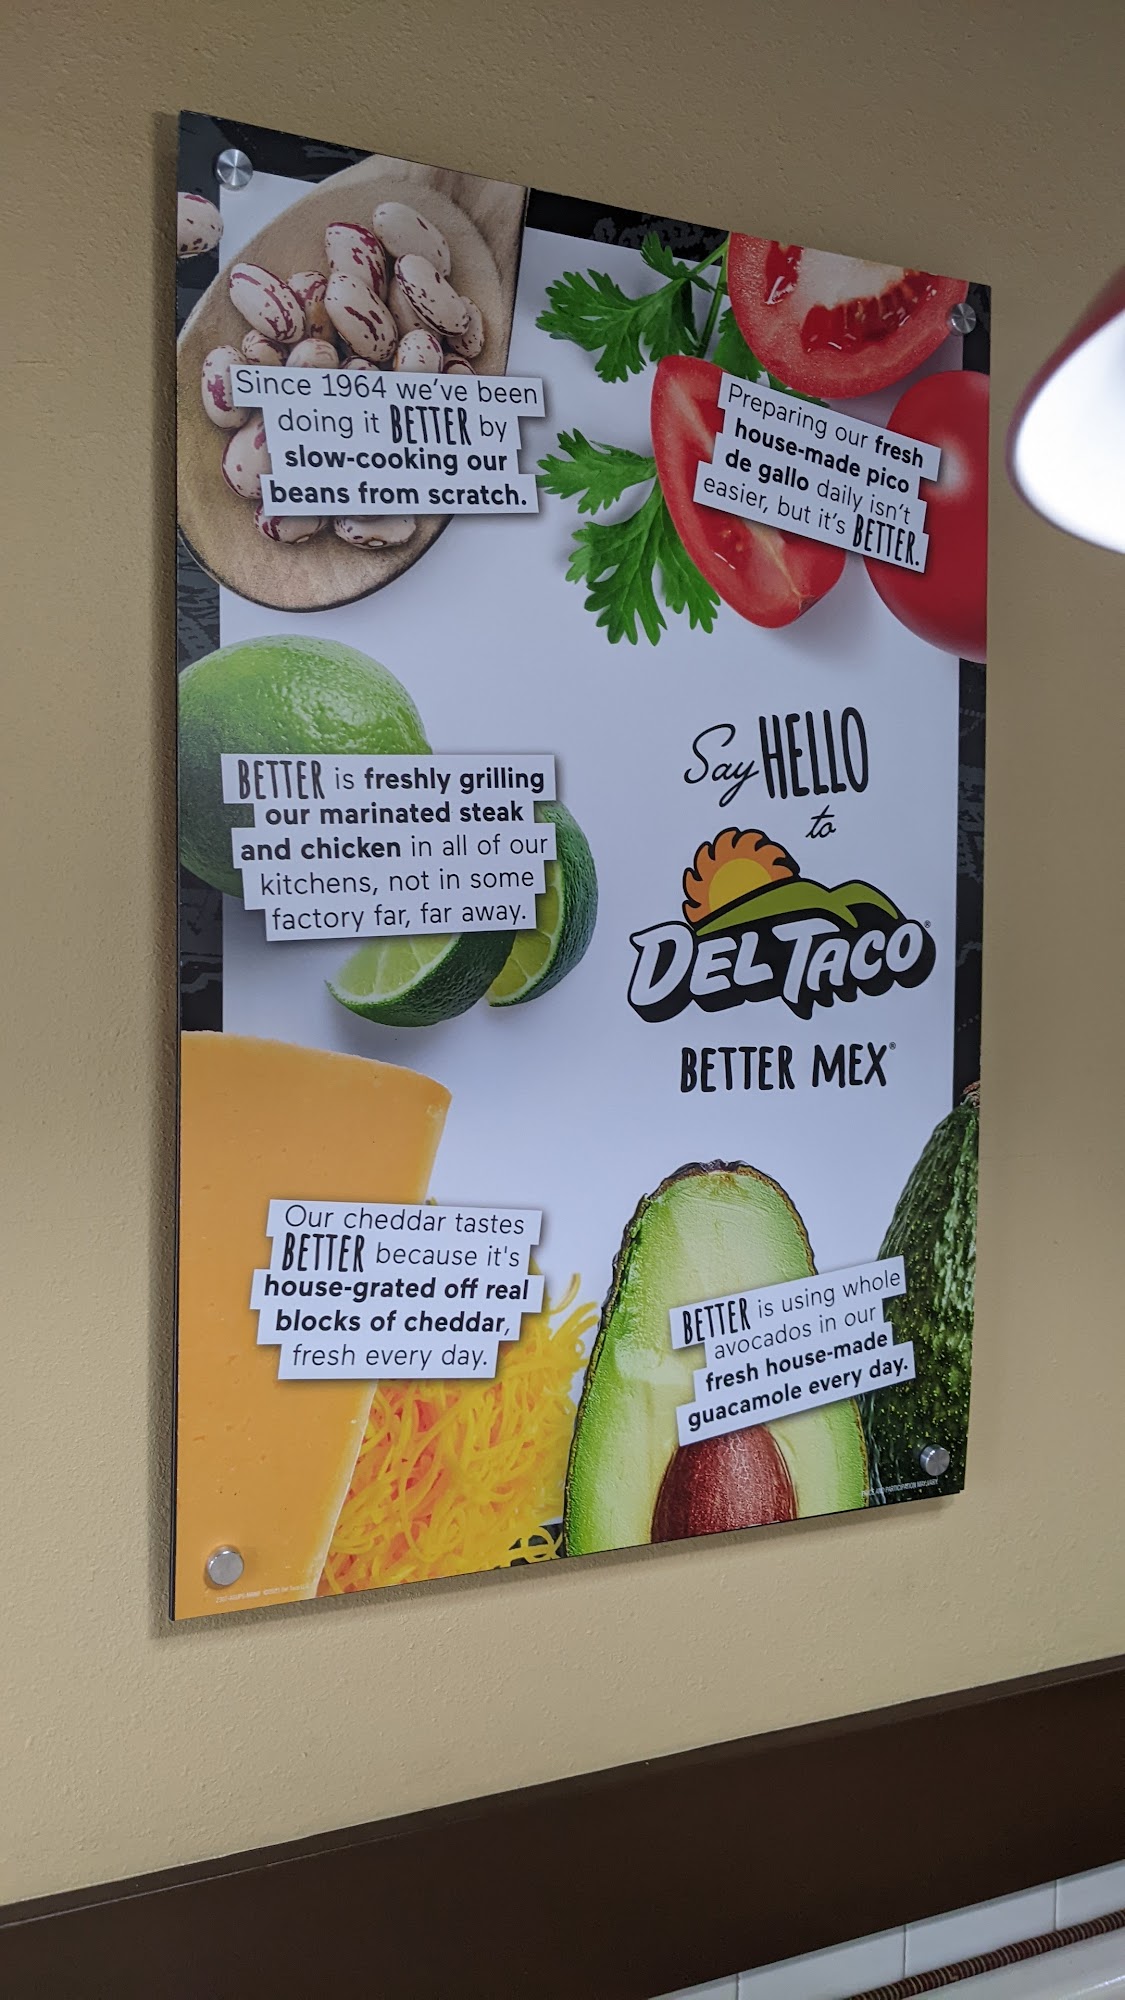 Since 1964 we've been
doing it BETTER by
slow-cooking our
beans from scratch.
Preparing our fresh
house-made pico
de gallo daily isn't
easier, but it's BETTER.
BETTER is freshly grilling
our marinated steak
and chicken in all of our
kitchens, not in some
factory far, far away.
Say HELLO
to
DEL TACO®
BETTER MEX®
Our cheddar tastes
BETTER because it's
house-grated off real
blocks of cheddar,
fresh every day.
BETTER is using whole
avocados in our
fresh house-made
guacamole every day.
AND PARTICIPATION MAY VARY